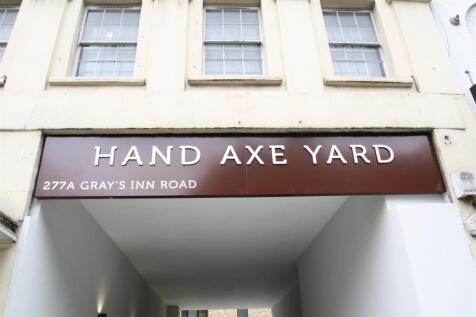 HAND AXE YARD
277A GRAY'S INN ROAD